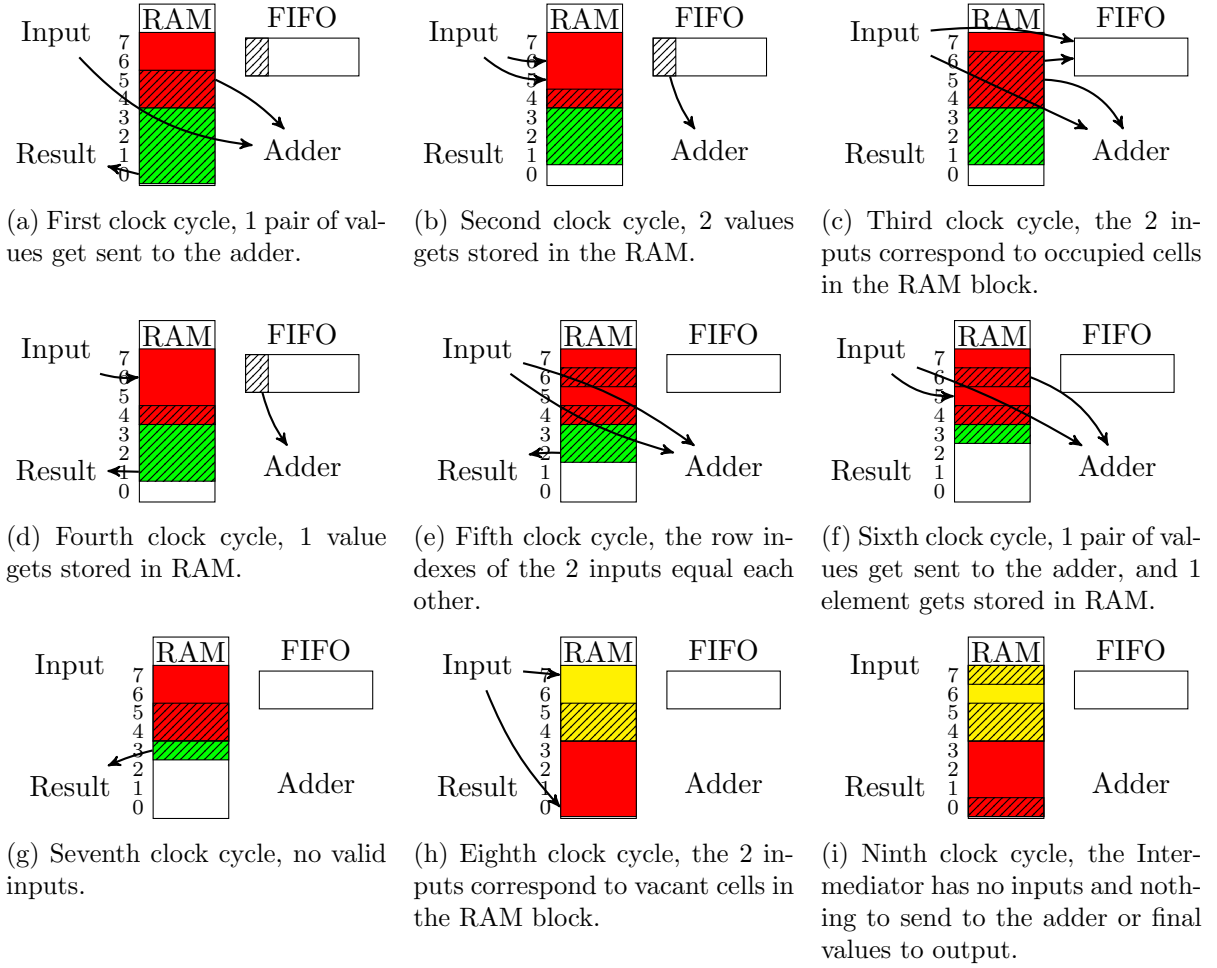 RAM FIFO
Input
7
6
5
4
3
2
1
0
Result
Adder
(a) First clock cycle, 1 pair of val-
ues get sent to the adder.
RAM FIFO
Input
7
6
5
4
3
2
1
0
Result
Adder
(b) Second clock cycle, 2 values
gets stored in the RAM.
RAM FIFO
Input
7
6
5
4
3
2
1
0
Result
Adder
(c) Third clock cycle, the 2 in-
puts correspond to occupied cells
in the RAM block.
RAM FIFO
Input
7
6
5
4
3
2
1
0
Result
Adder
(d) Fourth clock cycle, 1 value
gets stored in RAM.
RAM FIFO
Input
7
6
5
4
3
2
1
0
Result
Adder
(e) Fifth clock cycle, the row in-
dexes of the 2 inputs equal each
other.
RAM FIFO
Input
7
6
5
4
3
2
1
0
Result
Adder
(f) Sixth clock cycle, 1 pair of val-
ues get sent to the adder, and 1
element gets stored in RAM.
RAM FIFO
Input
7
6
5
4
3
2
1
0
Result
Adder
(g) Seventh clock cycle, no valid
inputs.
RAM FIFO
Input
7
6
5
4
3
2
1
0
Result
Adder
(h) Eighth clock cycle, the 2 in-
puts correspond to vacant cells in
the RAM block.
RAM FIFO
Input
7
6
5
4
3
2
1
0
Result
Adder
(i) Ninth clock cycle, the Inter-
mediator has no inputs and noth-
ing to send to the adder or final
values to output.